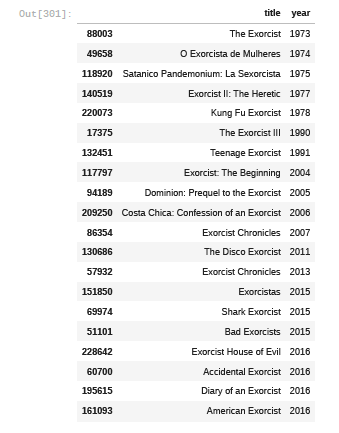 Out[301]:
title year
88003 The Exorcist 1973
49658 O Exorcista de Mulheres 1974
118920 Satanico Pandemonium: La Sexorcista 1975
140519 Exorcist II: The Heretic 1977
220073 Kung Fu Exorcist 1978
17375 The Exorcist III 1990
132451 Teenage Exorcist 1991
117797 Exorcist: The Beginning 2004
94189 Dominion: Prequel to the Exorcist 2005
209250 Costa Chica: Confession of an Exorcist 2006
86354 Exorcist Chronicles 2007
130686 The Disco Exorcist 2011
57932 Exorcist Chronicles 2013
151850 Exorcistas 2015
69974 Shark Exorcist 2015
51101 Bad Exorcists 2015
228642 Exorcist House of Evil 2016
60700 Accidental Exorcist 2016
195615 Diary of an Exorcist 2016
161093 American Exorcist 2016